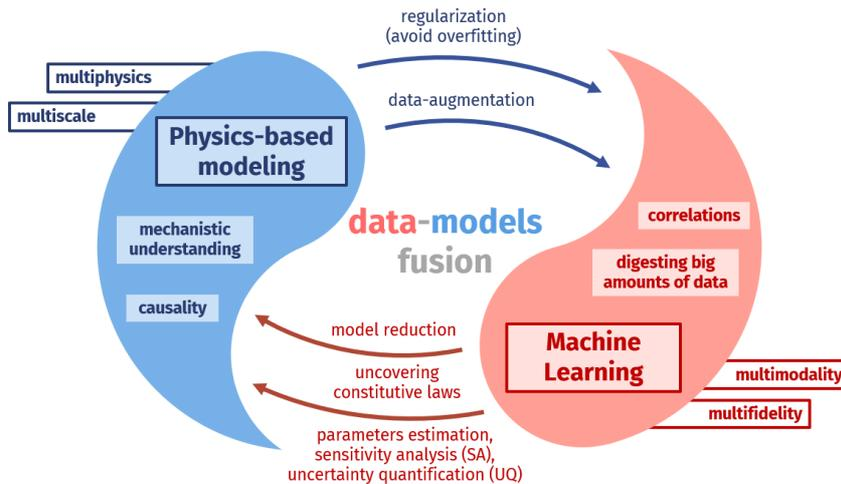 regularization
(avoid overfitting)
multiphysics
data-augmentation
multiscale
Physics-based
modeling
correlations
mechanistic
understanding
data-models
fusion
digesting big
amounts of data
causality
model reduction
Machine
Learning
uncovering
constitutive laws
multimodality
multifidelity
parameters estimation,
sensitivity analysis (SA),
uncertainty quantification (UQ)